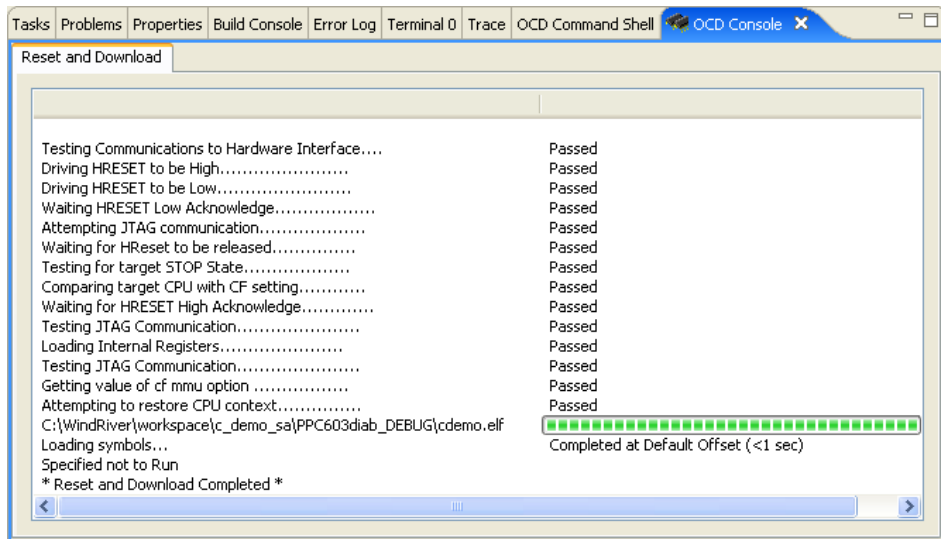 Tasks Problems Properties Build Console Error Log Terminal 0 Trace OCD Command Shell OCD Console
Reset and Download
Testing Communications to Hardware Interface.... Passed
Driving HRESET to be High....................... Passed
Driving HRESET to be Low........................ Passed
Waiting HRESET Low Acknowledge.................. Passed
Attempting JTAG communication................... Passed
Waiting for HReset to be released............... Passed
Testing for target STOP State................... Passed
Comparing target CPU with CF setting............ Passed
Waiting for HRESET High Acknowledge............. Passed
Testing JTAG Communication...................... Passed
Loading Internal Registers...................... Passed
Testing JTAG Communication...................... Passed
Getting value of cf mmu option ................. Passed
Attempting to restore CPU context............... Passed
C:\WindRiver\workspace\c_demo_sa\PPC603diab_DEBUG\cdemo.elf
Loading symbols... Completed at Default Offset (<1 sec)
Specified not to Run
* Reset and Download Completed *